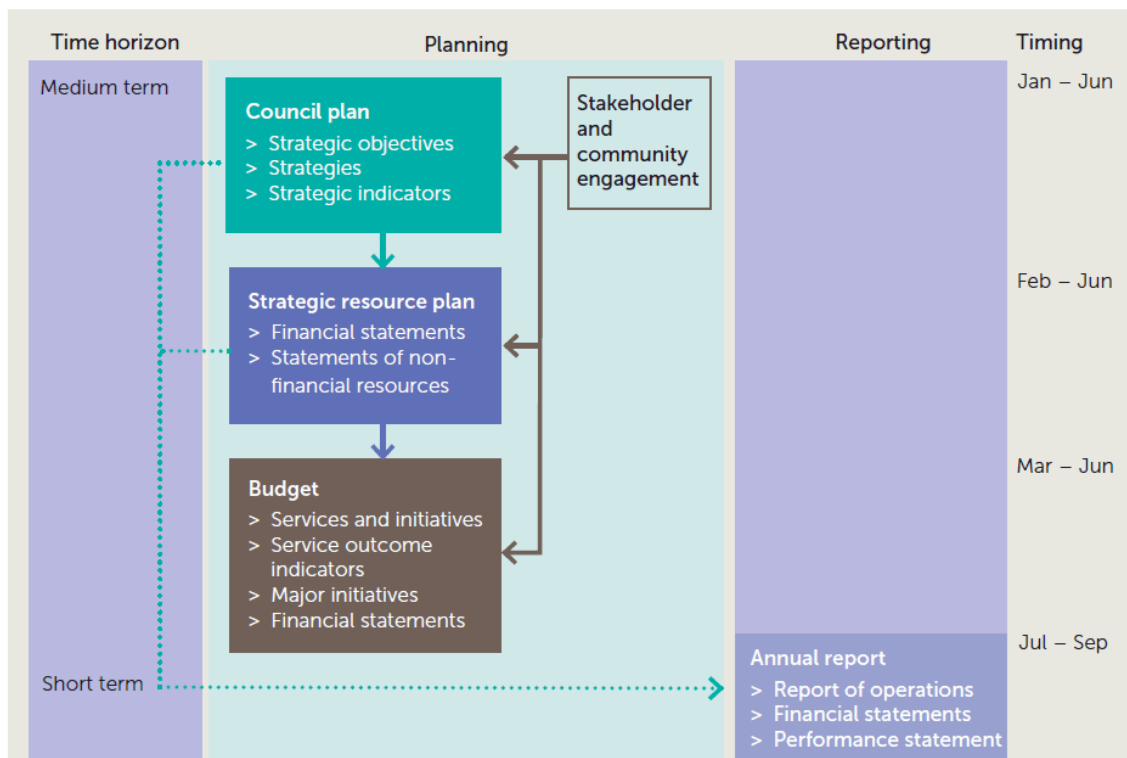 Time horizon
Planning
Reporting
Timing
Medium term
Council plan
> Strategic objectives
> Strategies
> Strategic indicators
Stakeholder
and
community
engagement
Jan – Jun
Strategic resource plan
> Financial statements
> Statements of non-
financial resources
Feb – Jun
Budget
> Services and initiatives
> Service outcome
indicators
> Major initiatives
> Financial statements
Mar – Jun
Short term
Annual report
> Report of operations
> Financial statements
> Performance statement
Jul – Sep